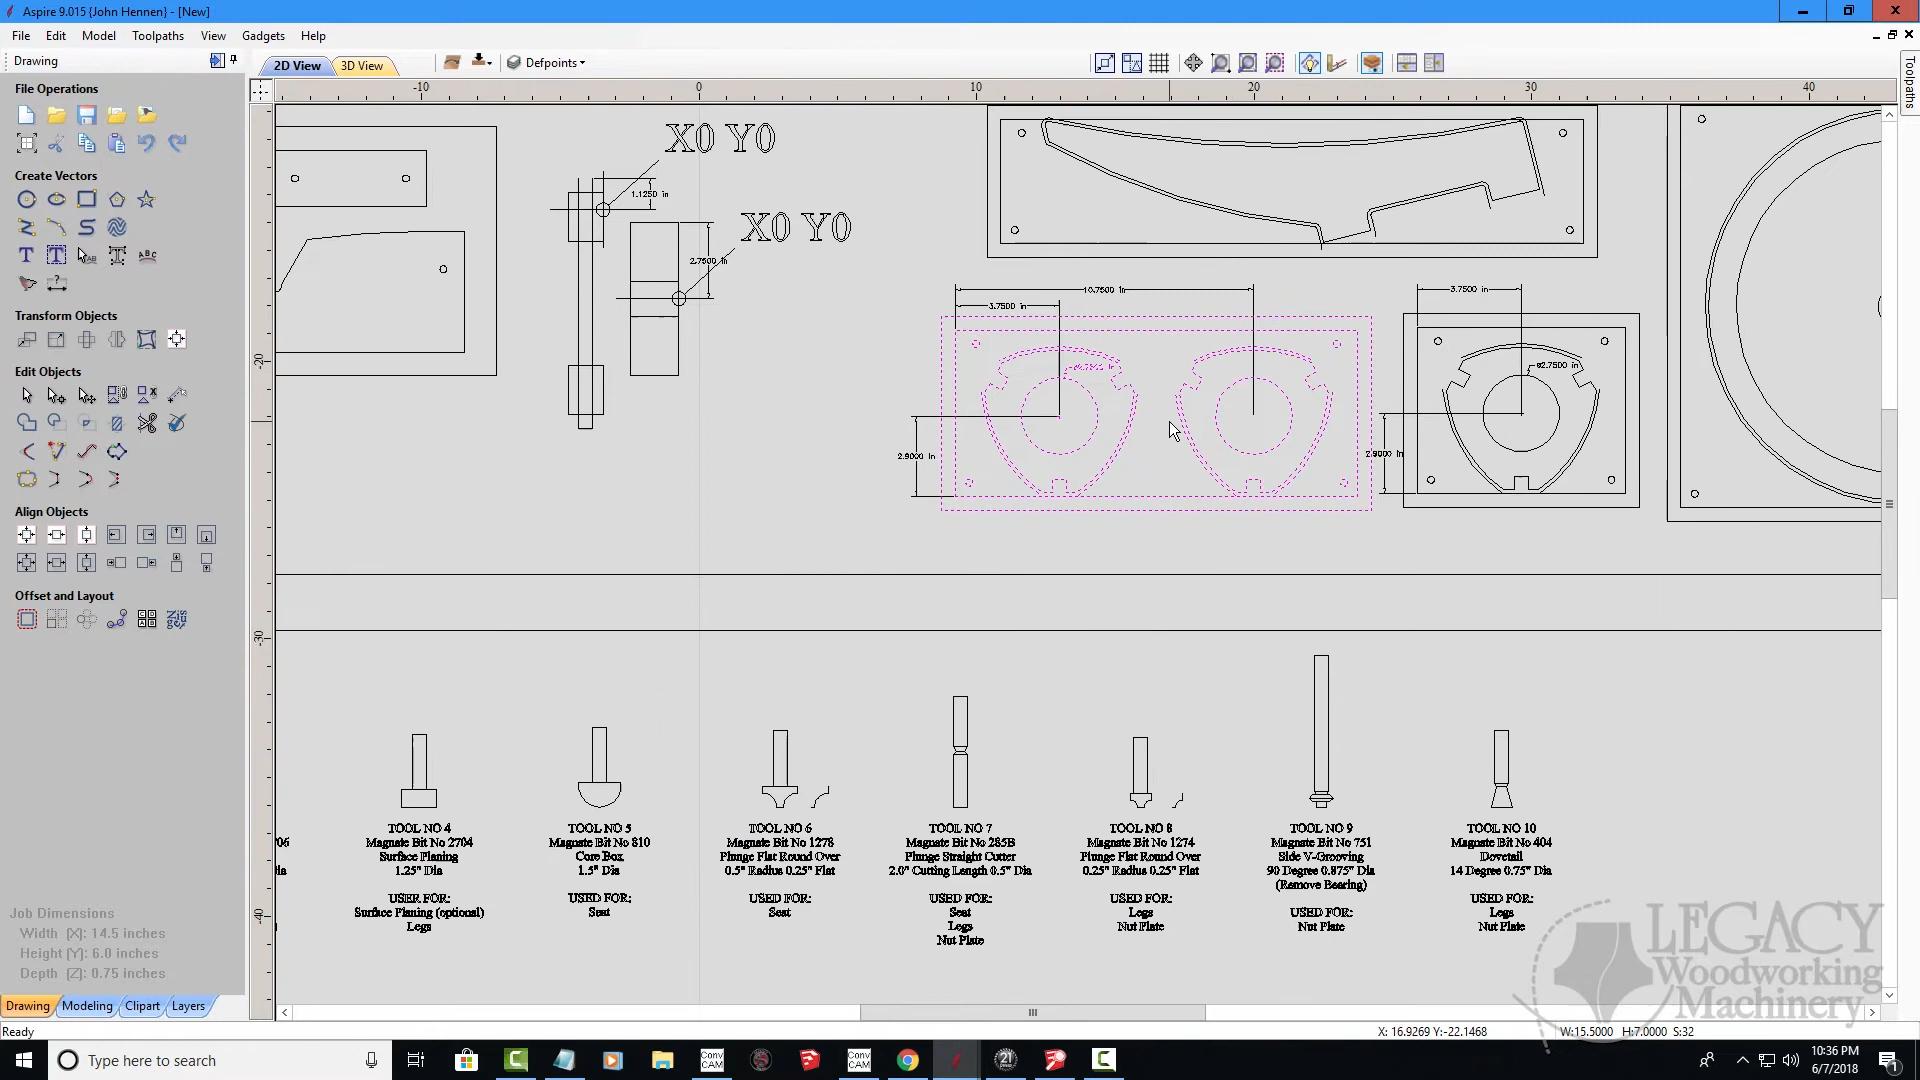 Aspire 9.015 {John Hennen} - [New]
File Edit Model Toolpaths View Gadgets Help
Drawing
2D View
3D View
Defpoints
Toolpaths
File Operations
Create Vectors
Transform Objects
Edit Objects
Align Objects
Offset and Layout
Job Dimensions
Width (X): 14.5 inches
Height (Y): 6.0 inches
Depth (Z): 0.75 inches
Drawing Modeling Clipart Layers
Ready
-10 0 10 20 30 40
-20
-30
-40
X0 Y0
1.1250 in
X0 Y0
2.7500 in
10.7500 in
3.7500 in
2.9000 in
3.7500 in
ø2.7500 in
2.9000 in
TOOL NO 4
Magnate Bit No 2704
Surface Planing
1.25" Dia
USER FOR:
Surface Planing (optional)
Legs
TOOL NO 5
Magnate Bit No 810
Core Box
1.5" Dia
USED FOR:
Seat
TOOL NO 6
Magnate Bit No 1278
Plunge Flat Round Over
0.5" Radius 0.25" Flat
USED FOR:
Seat
TOOL NO 7
Magnate Bit No 285B
Plunge Straight Cutter
2.0" Cutting Length 0.5" Dia
USED FOR:
Seat
Legs
Nut Plate
TOOL NO 8
Magnate Bit No 1274
Plunge Flat Round Over
0.25" Radius 0.25" Flat
USED FOR:
Legs
Nut Plate
TOOL NO 9
Magnate Bit No 751
Side V-Grooving
90 Degree 0.875" Dia
(Remove Bearing)
USED FOR:
Nut Plate
TOOL NO 10
Magnate Bit No 404
Dovetail
14 Degree 0.75" Dia
USED FOR:
Legs
Nut Plate
LEGACY
Woodworking
Machinery
X: 16.9269 Y:-22.1468
W:15.5000 H:7.0000 S:32
Type here to search
Conv
CAM
Conv
CAM
21
10:36 PM
6/7/2018
1